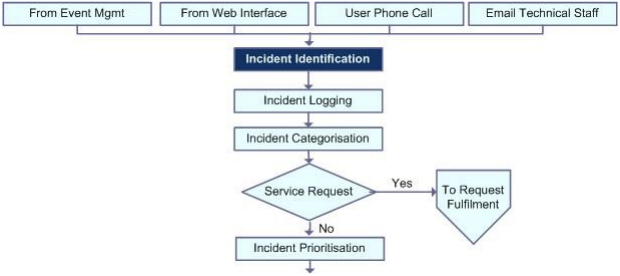 From Event Mgmt
From Web Interface
User Phone Call
Email Technical Staff
Incident Identification
Incident Logging
Incident Categorisation
Service Request
Yes
To Request
Fulfilment
No
Incident Prioritisation